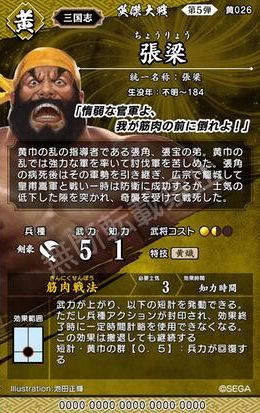 黄
三国志
英傑大戦
第5弾
黄026
ちょうりょう
張梁
統一名称：張梁
生没年：不明～184
「惰弱な官軍よ、
我が筋肉の前に倒れよ！」
黄巾の乱の指導者である張角、張宝の弟。黄巾の
乱では強力な軍を率いて討伐軍を苦しめた。張角
の病死後はその軍勢を引き継ぎ、広宗で籠城して
皇甫嵩軍と戦い一時は防衛に成功するが、士気の
低下した隙を突かれ、奇襲を受けて戦死した。
兵種 武力 知力 武将コスト
剣豪 5 1 特技 黄熾
きんにくせんぽう
筋肉戦法
必要士気 3
効果時間 知力時間
効果範囲
武力が上がり、以下の短計を発動できる。
ただし兵種アクションが封印され、効果終
了時に一定時間計略を使用できなくなる。
この効果は撤退しても継続する
短計・黄巾の群【0.5】：兵力が回復す
る
Illustration:池田正輝
©SEGA
0000 0000 0000 0000 0000